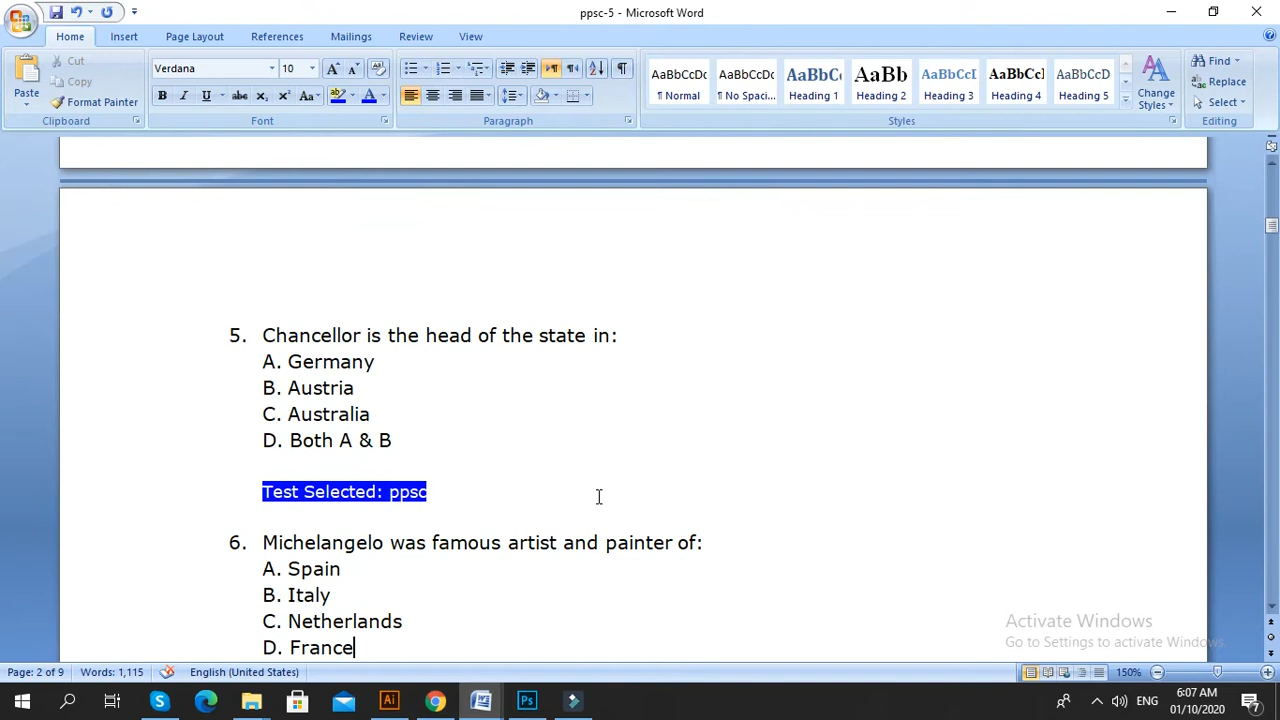 ppsc-5 - Microsoft Word
Home Insert Page Layout References Mailings Review View
Paste
Cut
Copy
Format Painter
Clipboard
Verdana 10
Font
Paragraph
AaBbCcDc AaBbCcD. AaBbC( AaBb AaBbCcI AaBbCcI AaBbCcD
¶ Normal ¶ No Spaci... Heading 1 Heading 2 Heading 3 Heading 4 Heading 5
Change Styles
Styles
Find
Replace
Select
Editing
5. Chancellor is the head of the state in:
A. Germany
B. Austria
C. Australia
D. Both A & B
Test Selected: ppsc
6. Michelangelo was famous artist and painter of:
A. Spain
B. Italy
C. Netherlands
D. France
Activate Windows
Go to Settings to activate Windows.
Page: 2 of 9 Words: 1,115 English (United States) 150%
ENG 6:07 AM
01/10/2020